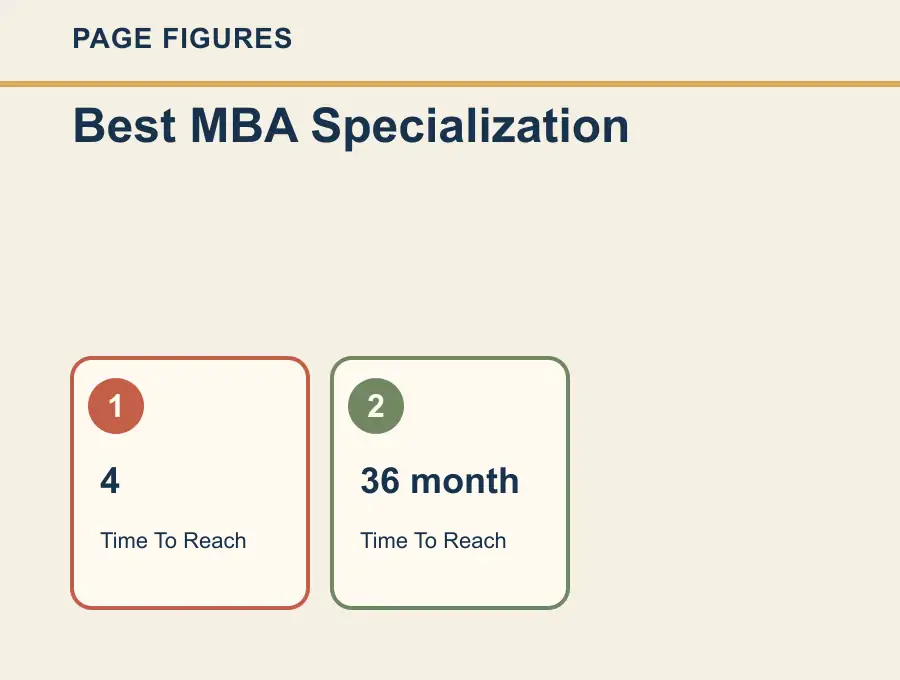 PAGE FIGURES
Best MBA Specialization
1
4
Time To Reach
2
36 month
Time To Reach